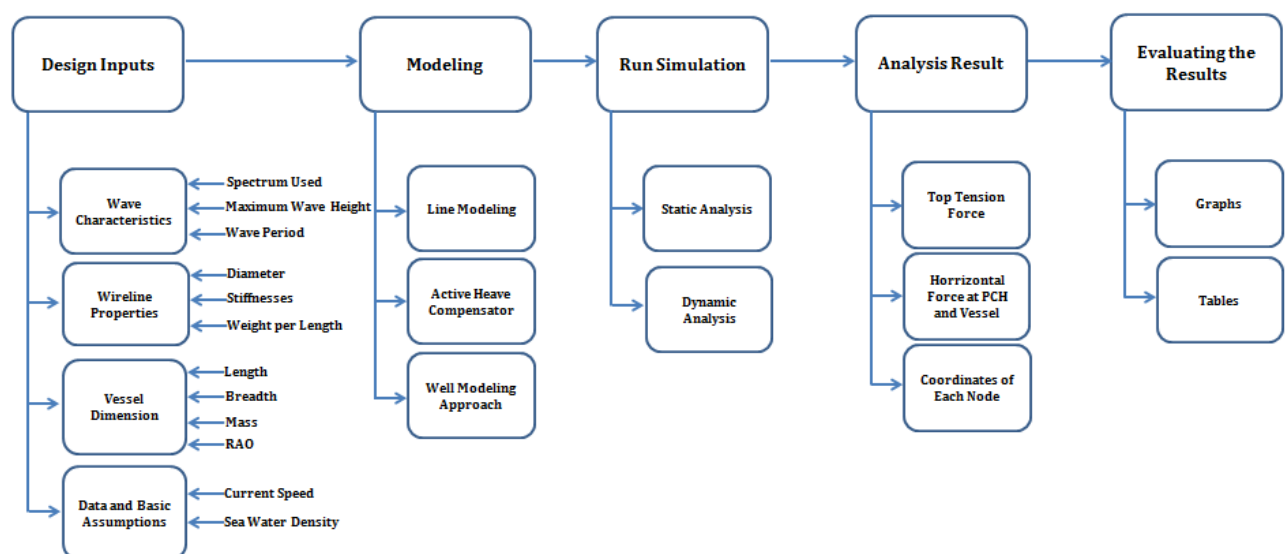 Design Inputs
Modeling
Run Simulation
Analysis Result
Evaluating the
Results
Wave
Characteristics
Spectrum Used
Maximum Wave Height
Wave Period
Wireline
Properties
Diameter
Stiffnesses
Weight per Length
Vessel
Dimension
Length
Breadth
Mass
RAO
Data and Basic
Assumptions
Current Speed
Sea Water Density
Line Modeling
Active Heave
Compensator
Well Modeling
Approach
Static Analysis
Dynamic
Analysis
Top Tension
Force
Horrizontal
Force at PCH
and Vessel
Coordinates of
Each Node
Graphs
Tables